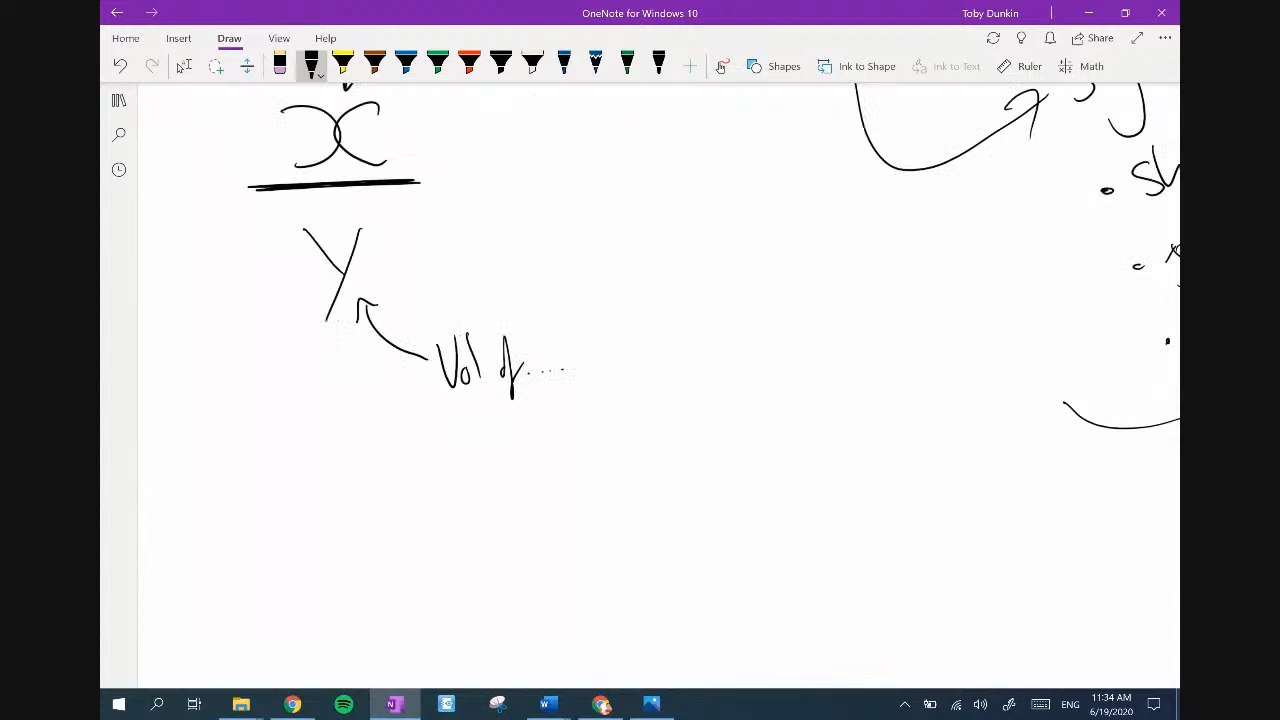 OneNote for Windows 10
Toby Dunkin
Home Insert Draw View Help
Share
Shapes
Ink to Shape
Ink to Text
Ruler
Math
x
Y
Vol of.....
ENG
11:34 AM
6/19/2020